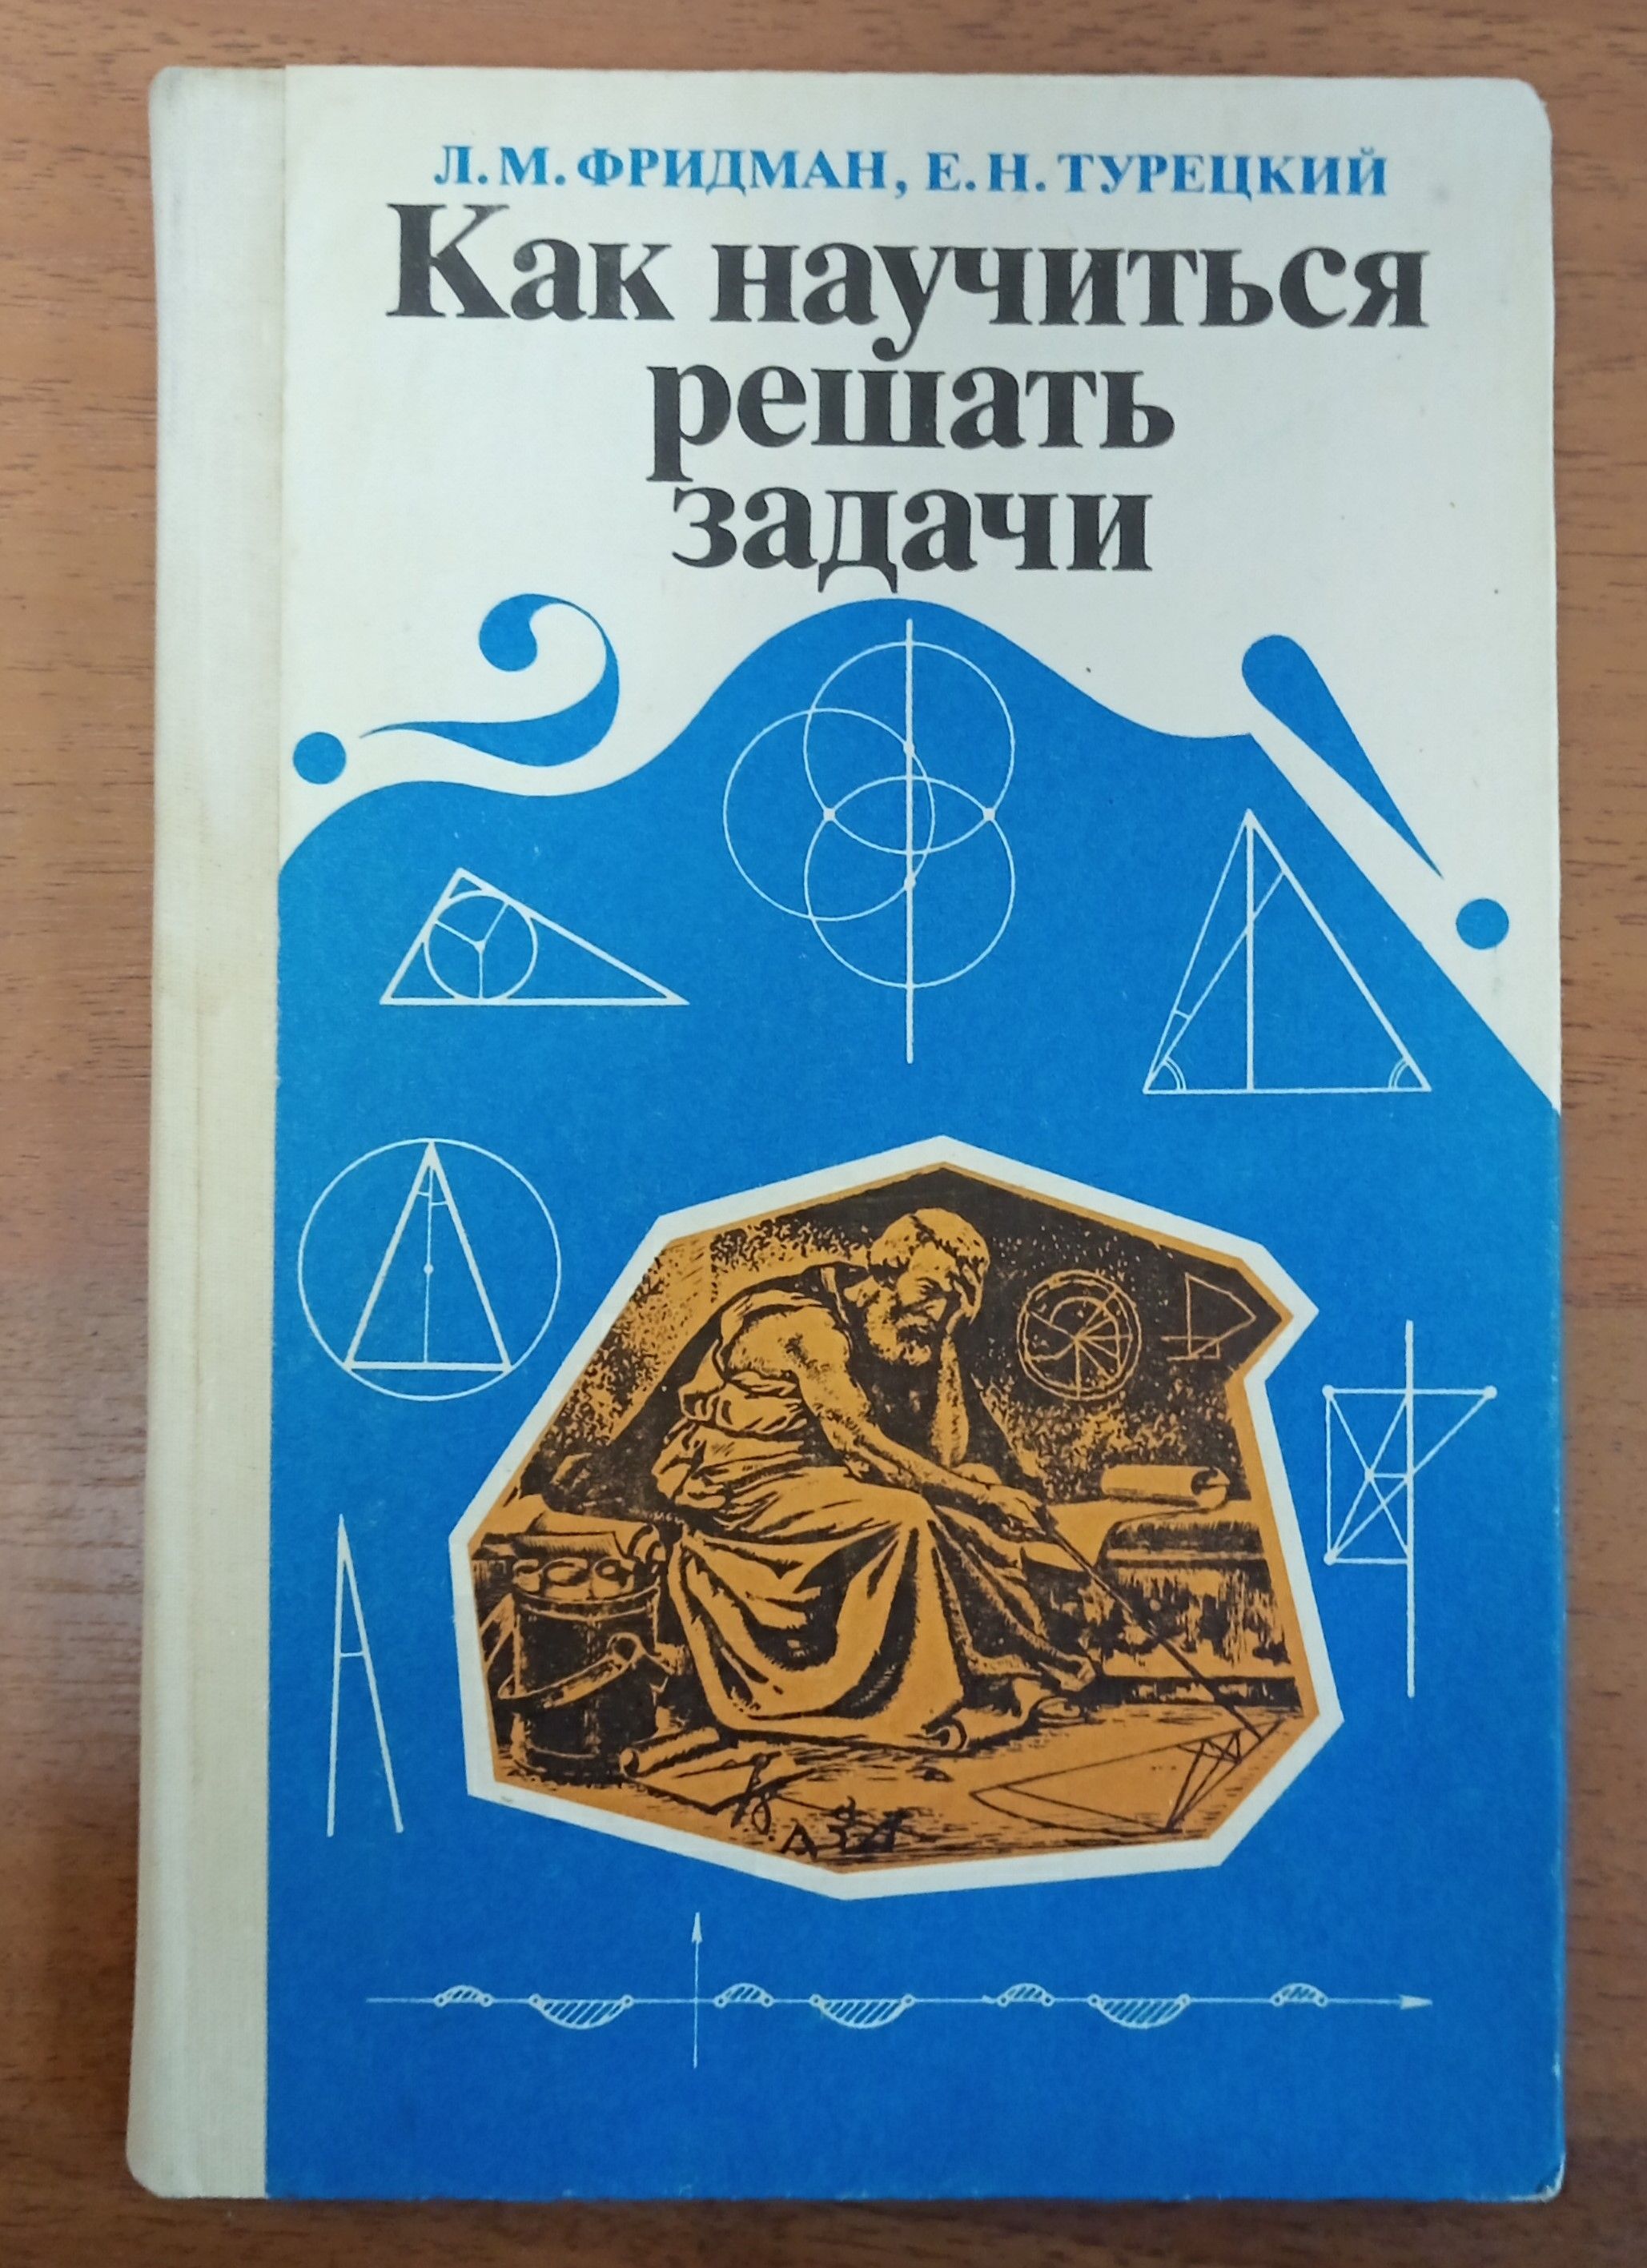 Л. М. ФРИДМАН, Е. Н. ТУРЕЦКИЙ
Как научиться
решать
задачи